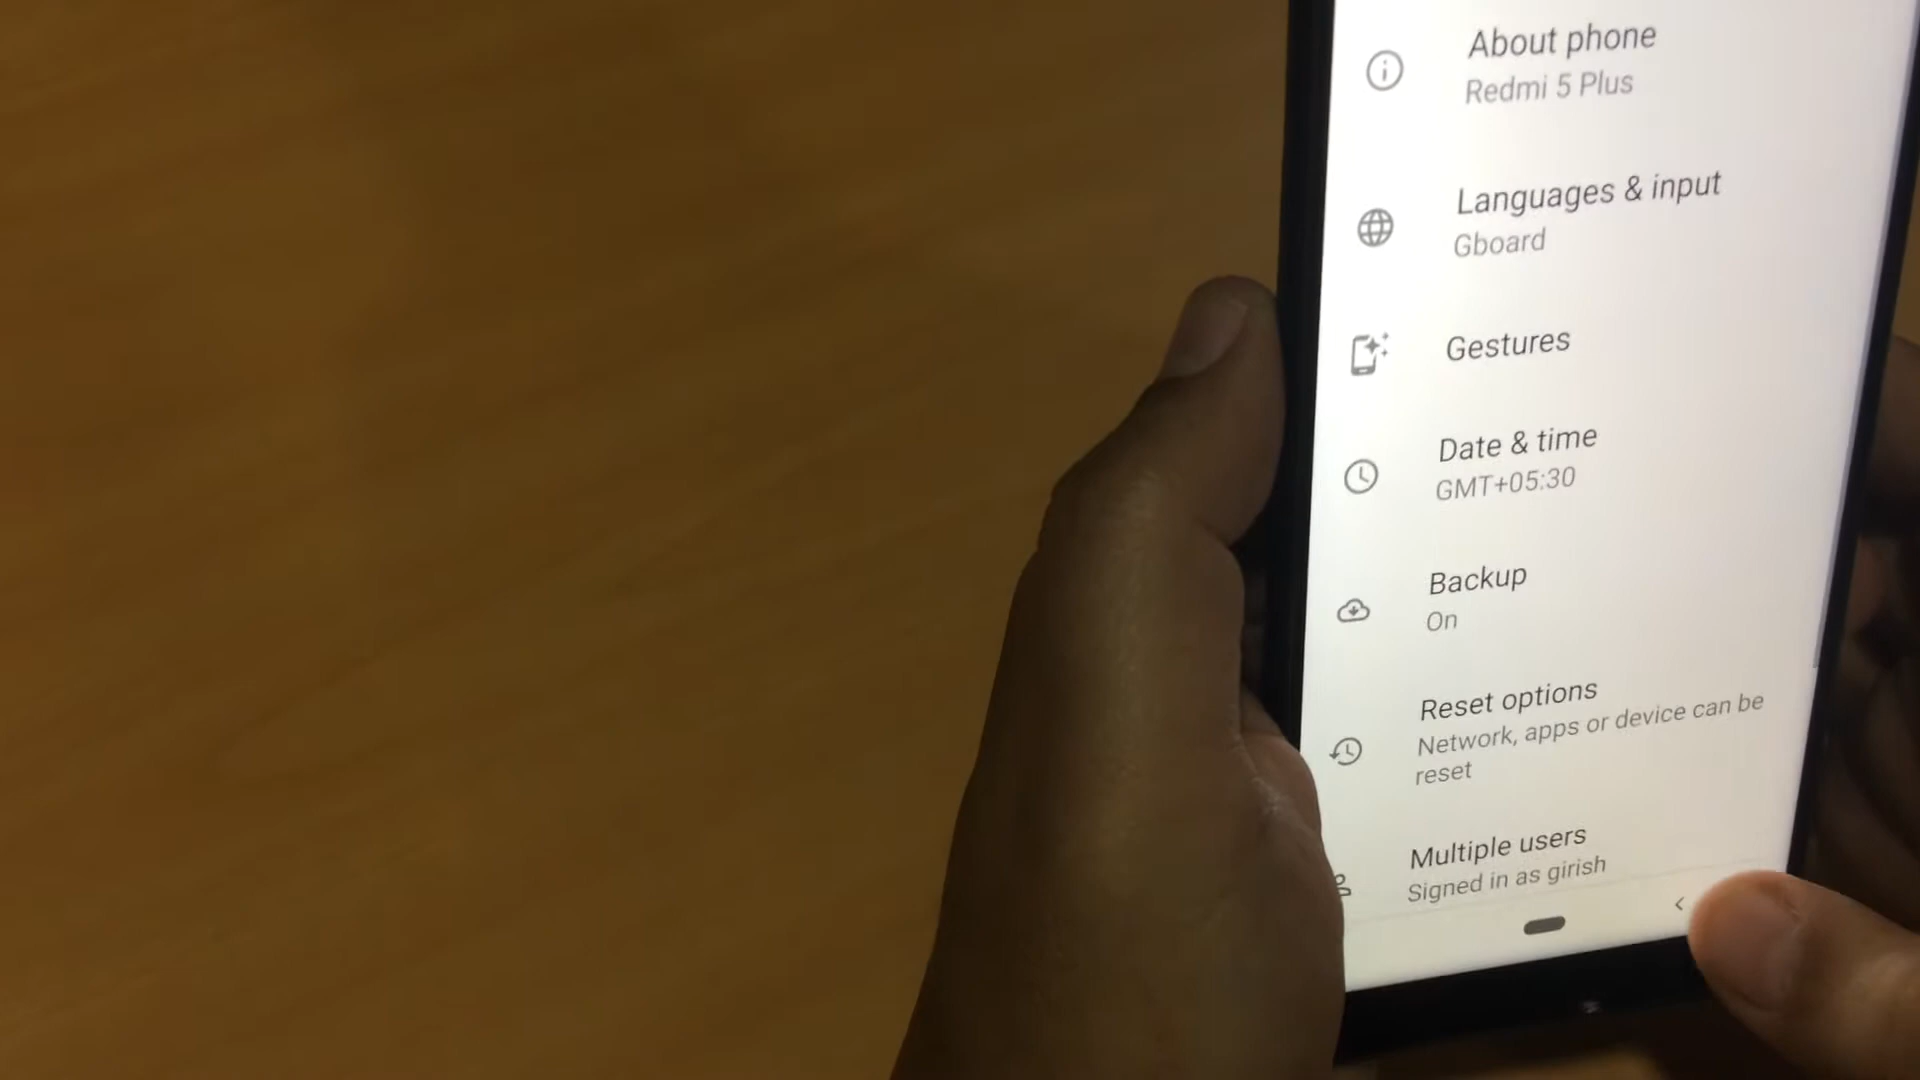 About phone
Redmi 5 Plus
Languages & input
Gboard
Gestures
Date & time
GMT+05:30
Backup
On
Reset options
Network, apps or device can be
reset
Multiple users
Signed in as girish